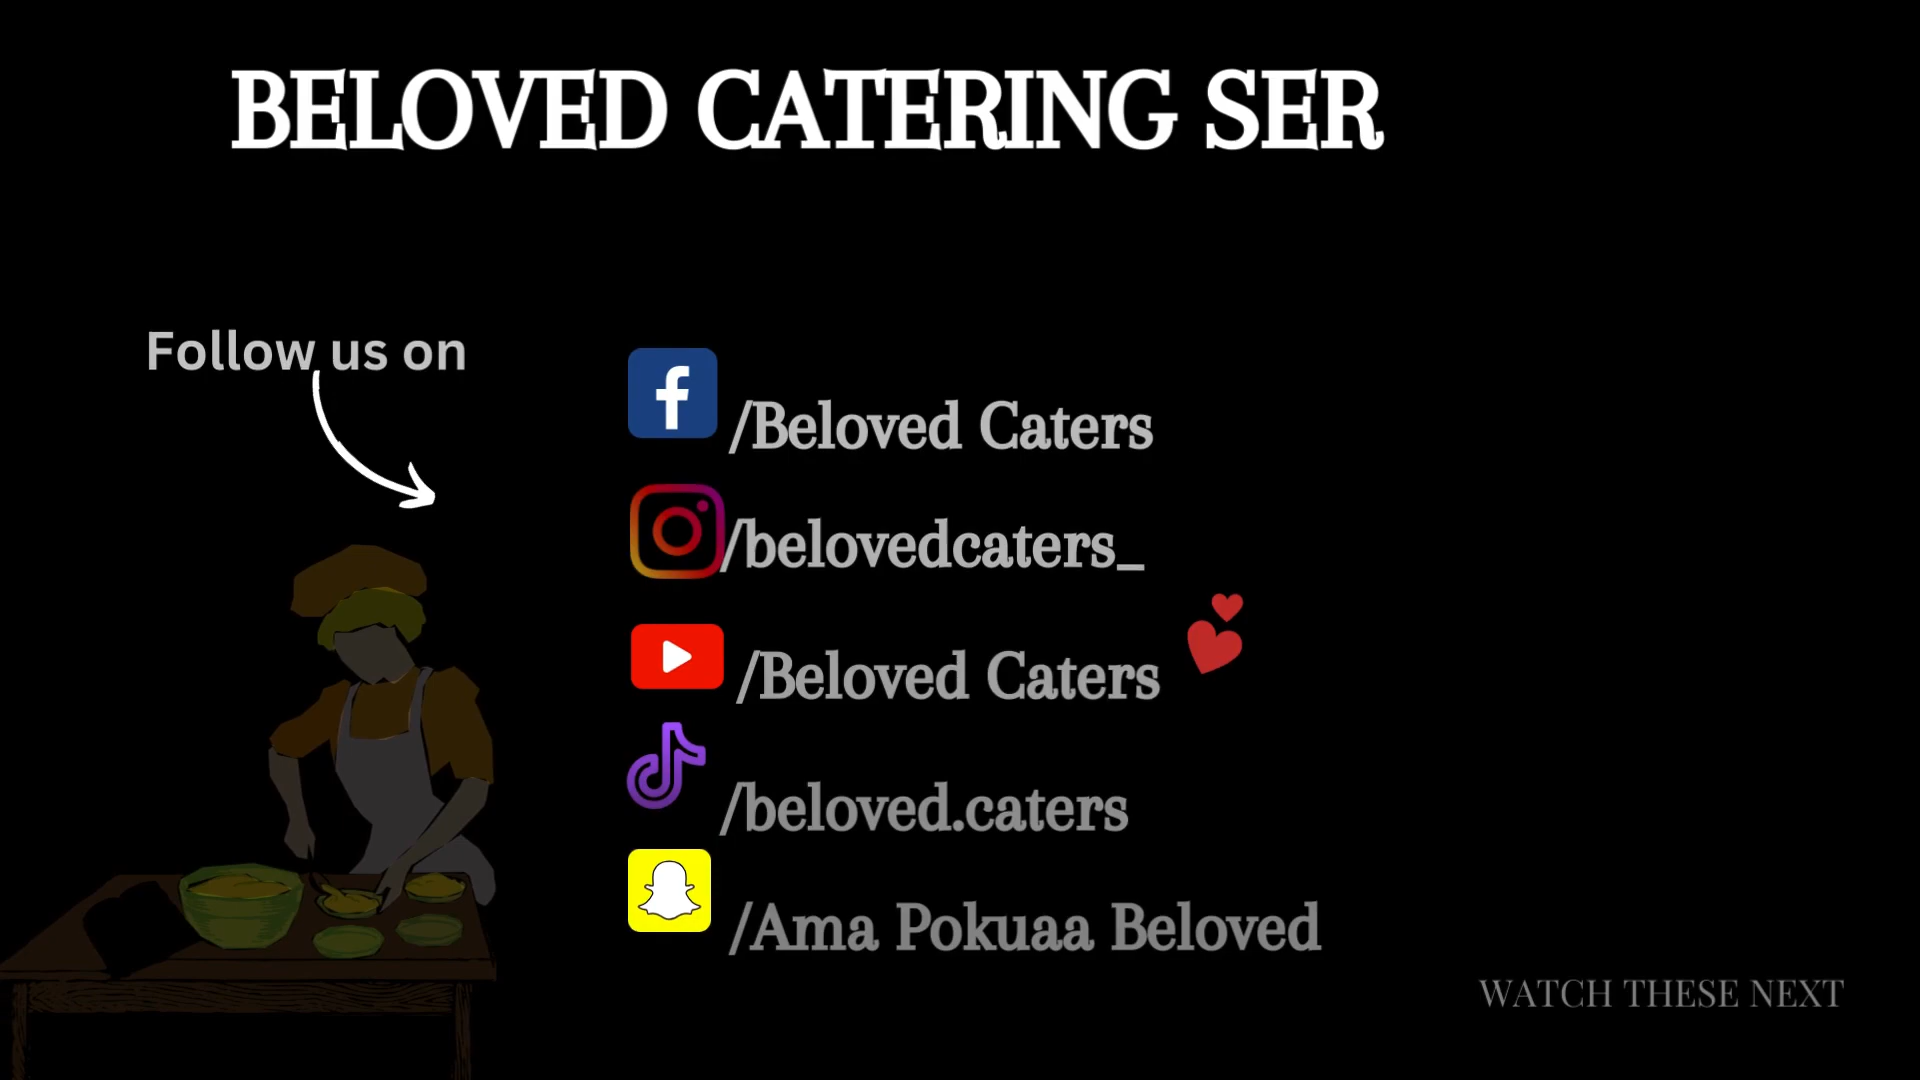 BELOVED CATERING SER
Follow us on
/Beloved Caters
/belovedcaters_
/Beloved Caters
/beloved.caters
/Ama Pokuaa Beloved
WATCH THESE NEXT